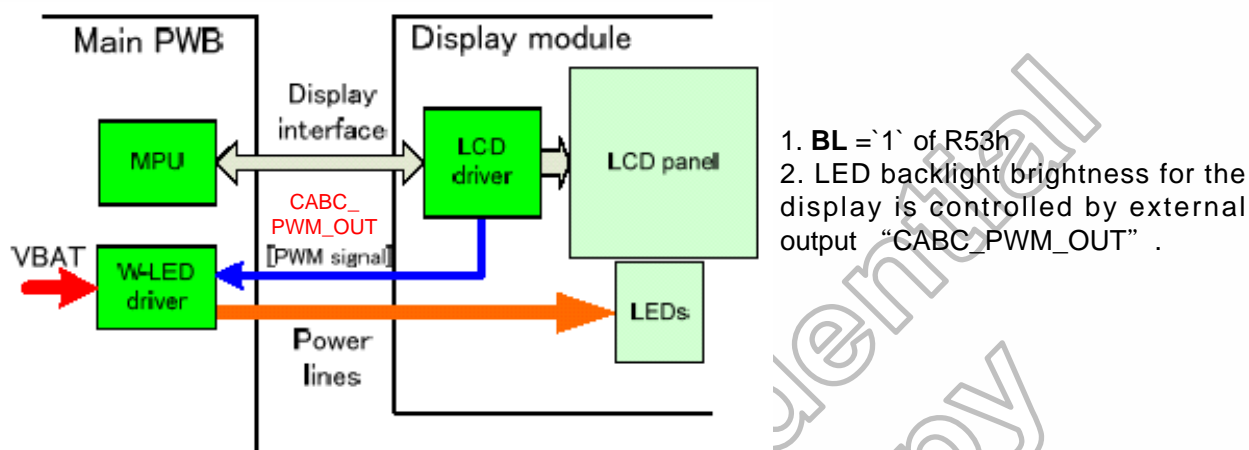 Main PWB
Display module
Display
interface
MPU
LCD
driver
LCD panel
CABC_
PWM_OUT
[PWM signal]
VBAT
W-LED
driver
LEDs
Power
lines
1. BL =`1` of R53h
2. LED backlight brightness for the
display is controlled by external
output “CABC_PWM_OUT” .
dential